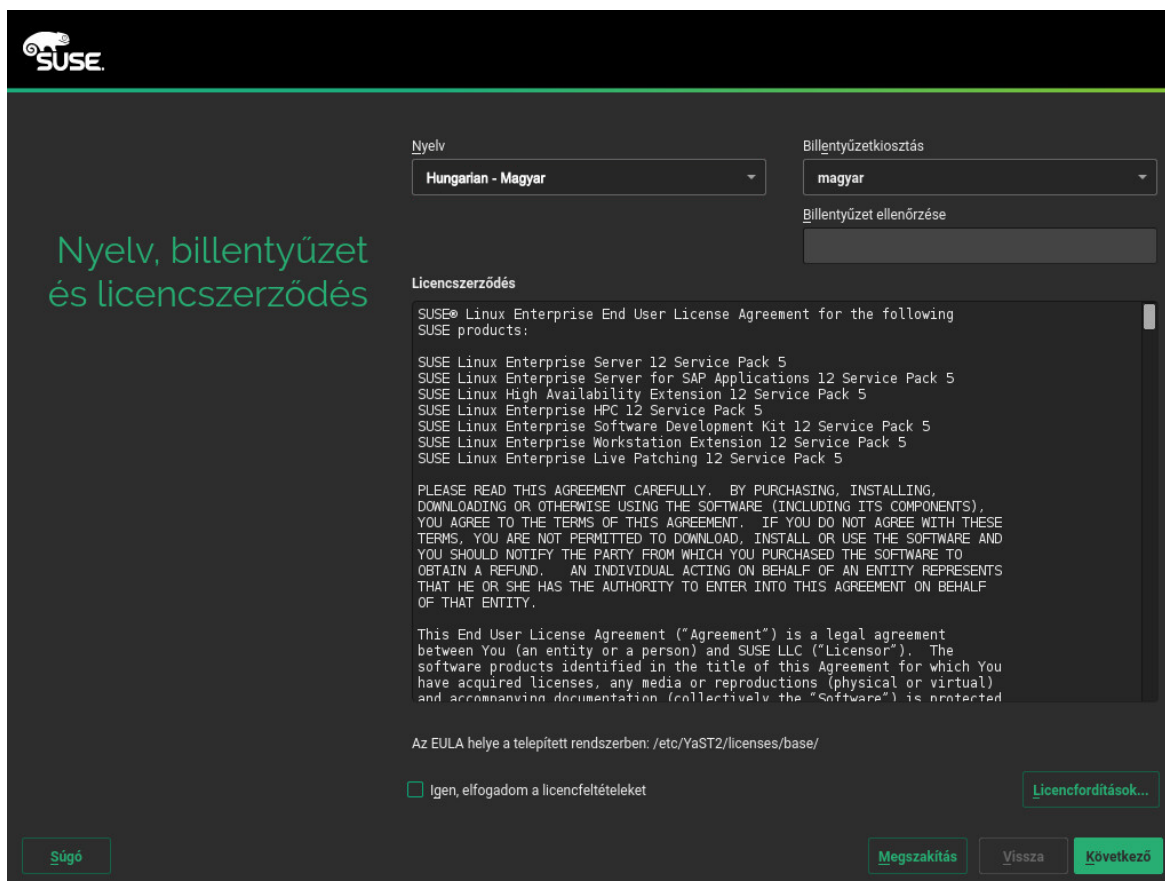 SUSE.
Nyelv
Billentyűzetkiosztás
Hungarian - Magyar
magyar
Billentyűzet ellenőrzése
Nyelv, billentyűzet
és licencszerződés
Licencszerződés
SUSE® Linux Enterprise End User License Agreement for the following
SUSE products:
SUSE Linux Enterprise Server 12 Service Pack 5
SUSE Linux Enterprise Server for SAP Applications 12 Service Pack 5
SUSE Linux High Availability Extension 12 Service Pack 5
SUSE Linux Enterprise HPC 12 Service Pack 5
SUSE Linux Enterprise Software Development Kit 12 Service Pack 5
SUSE Linux Enterprise Workstation Extension 12 Service Pack 5
SUSE Linux Enterprise Live Patching 12 Service Pack 5
PLEASE READ THIS AGREEMENT CAREFULLY.  BY PURCHASING, INSTALLING,
DOWNLOADING OR OTHERWISE USING THE SOFTWARE (INCLUDING ITS COMPONENTS),
YOU AGREE TO THE TERMS OF THIS AGREEMENT.  IF YOU DO NOT AGREE WITH THESE
TERMS, YOU ARE NOT PERMITTED TO DOWNLOAD, INSTALL OR USE THE SOFTWARE AND
YOU SHOULD NOTIFY THE PARTY FROM WHICH YOU PURCHASED THE SOFTWARE TO
OBTAIN A REFUND.   AN INDIVIDUAL ACTING ON BEHALF OF AN ENTITY REPRESENTS
THAT HE OR SHE HAS THE AUTHORITY TO ENTER INTO THIS AGREEMENT ON BEHALF
OF THAT ENTITY.
This End User License Agreement (“Agreement”) is a legal agreement
between You (an entity or a person) and SUSE LLC (“Licensor”).  The
software products identified in the title of this Agreement for which You
have acquired licenses, any media or reproductions (physical or virtual)
and accompanying documentation (collectively the “Software”) is protected
Az EULA helye a telepített rendszerben: /etc/YaST2/licenses/base/
Igen, elfogadom a licencfeltételeket
Licencfordítások...
Súgó
Megszakítás
Vissza
Következő